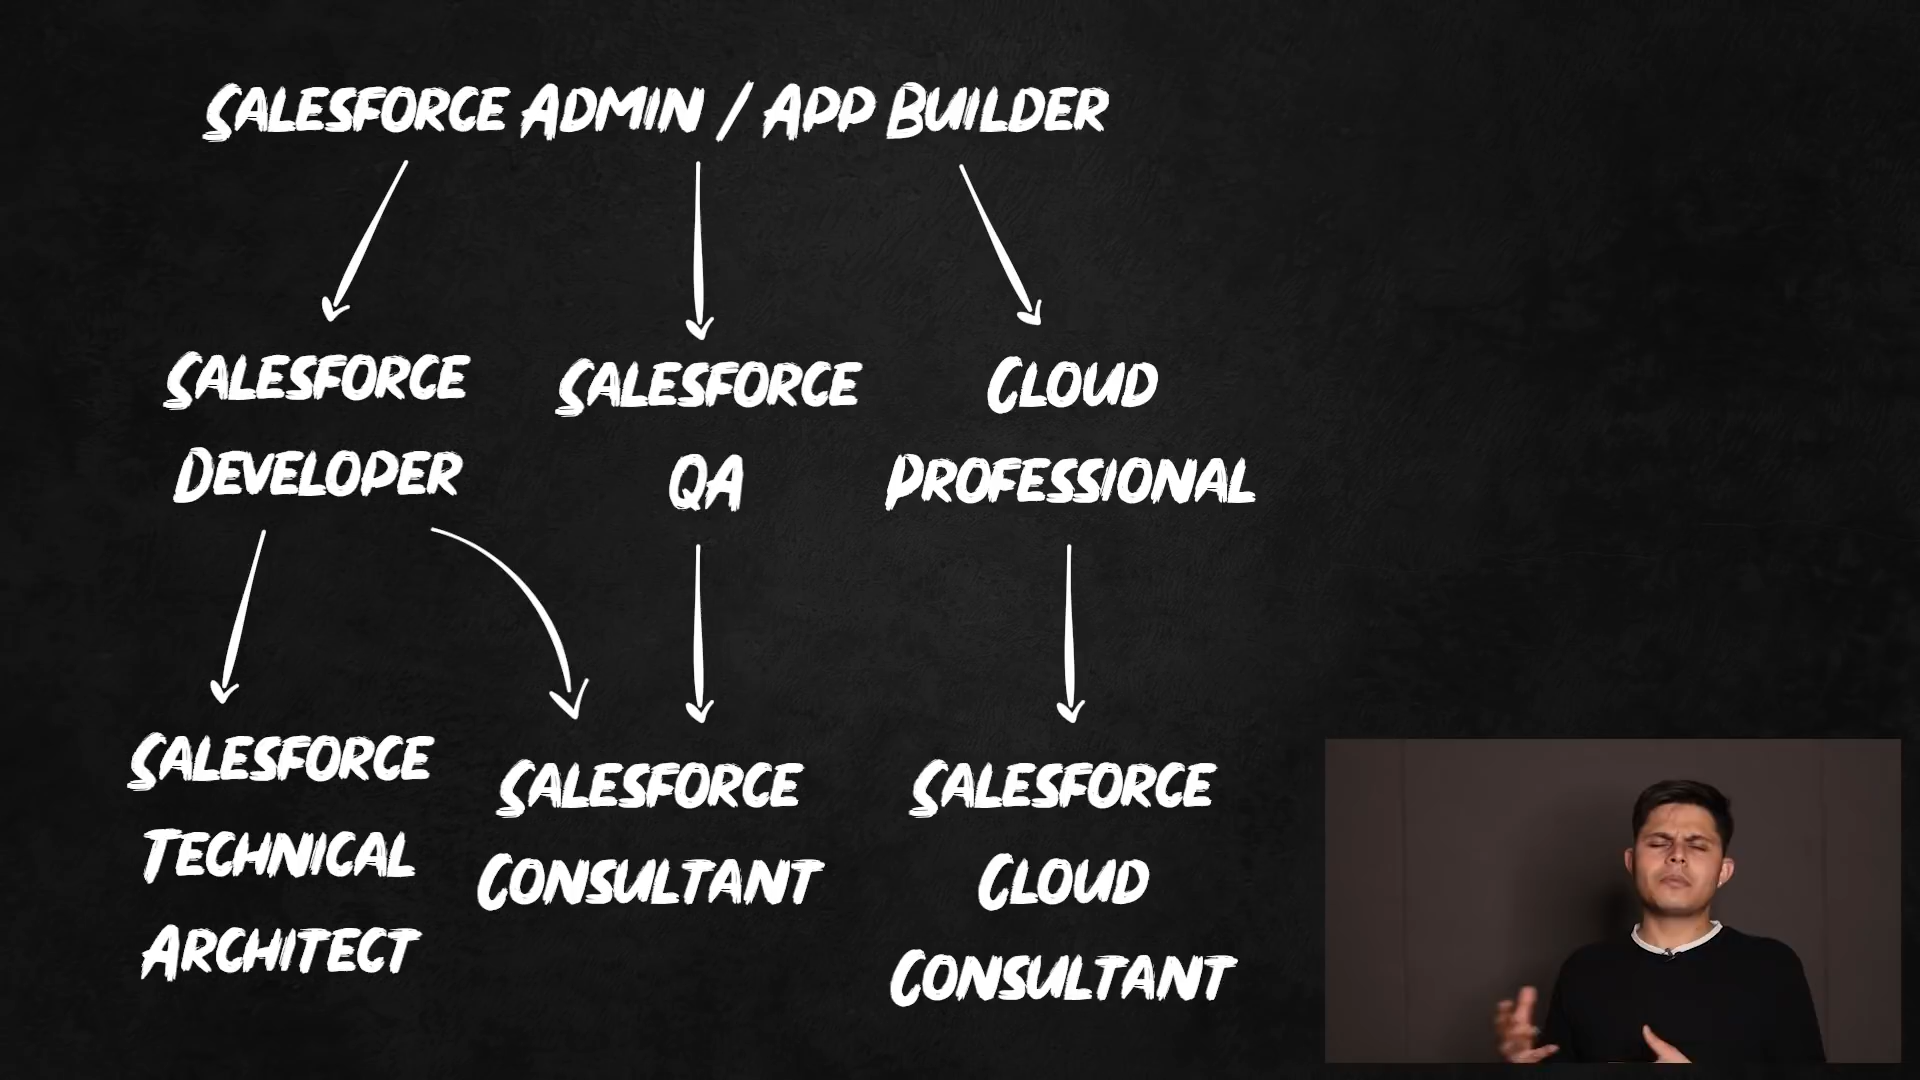 Salesforce Admin / App Builder
Salesforce
Developer
Salesforce
QA
Cloud
Professional
Salesforce
Technical
Architect
Salesforce
Consultant
Salesforce
Cloud
Consultant